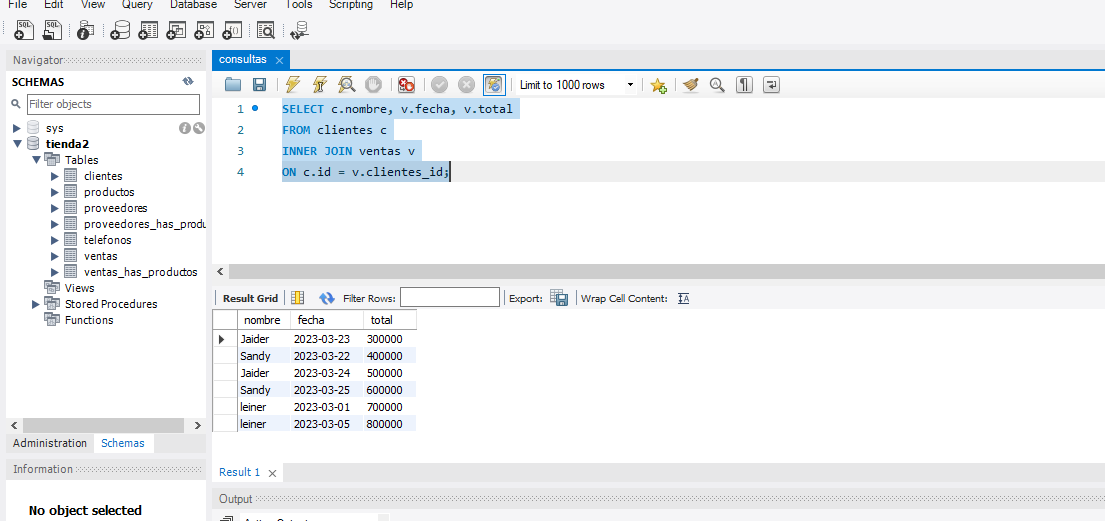 File Edit View Query Database Server Tools Scripting Help
Navigator
SCHEMAS
Filter objects
sys
tienda2
Tables
clientes
productos
proveedores
proveedores_has_produ
telefonos
ventas
ventas_has_productos
Views
Stored Procedures
Functions
Administration Schemas
Information
No object selected
consultas
Limit to 1000 rows
1 SELECT c.nombre, v.fecha, v.total
2 FROM clientes c
3 INNER JOIN ventas v
4 ON c.id = v.clientes_id;
Result Grid Filter Rows: Export: Wrap Cell Content:
nombre fecha total
Jaider 2023-03-23 300000
Sandy 2023-03-22 400000
Jaider 2023-03-24 500000
Sandy 2023-03-25 600000
leiner 2023-03-01 700000
leiner 2023-03-05 800000
Result 1
Output